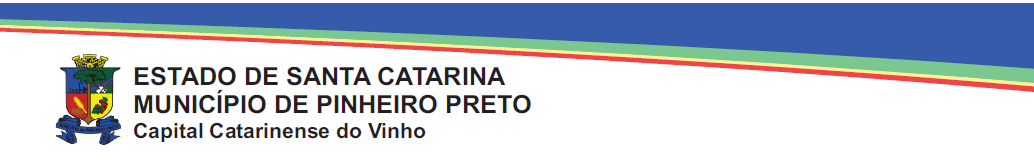 ESTADO DE SANTA CATARINA
MUNICÍPIO DE PINHEIRO PRETO
Capital Catarinense do Vinho